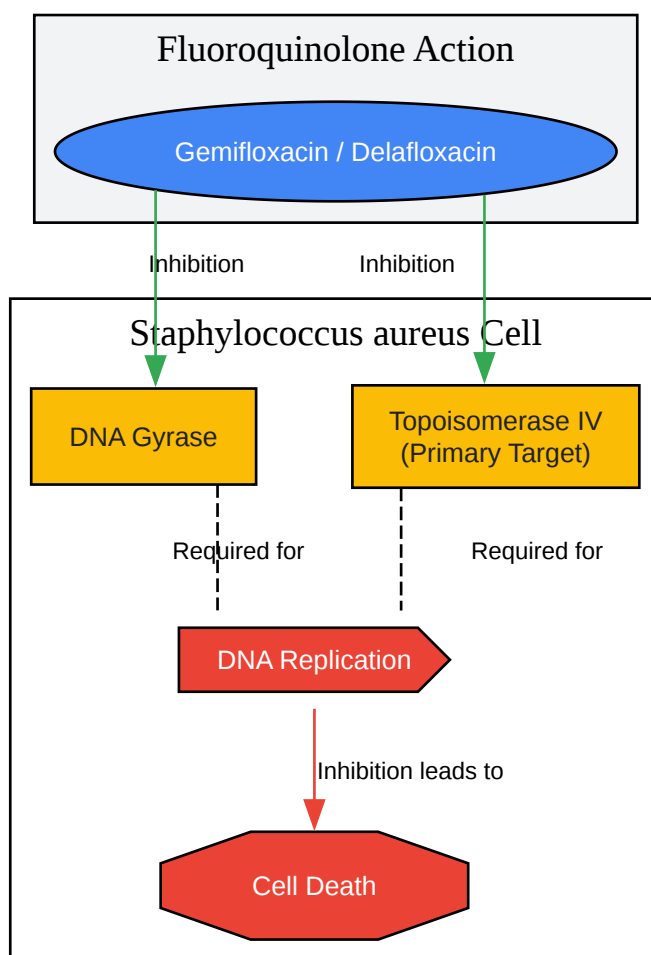 Fluoroquinolone Action
Gemifloxacin / Delafloxacin
Inhibition
Inhibition
Staphylococcus aureus Cell
DNA Gyrase
Topoisomerase IV
(Primary Target)
Required for
Required for
DNA Replication
Inhibition leads to
Cell Death